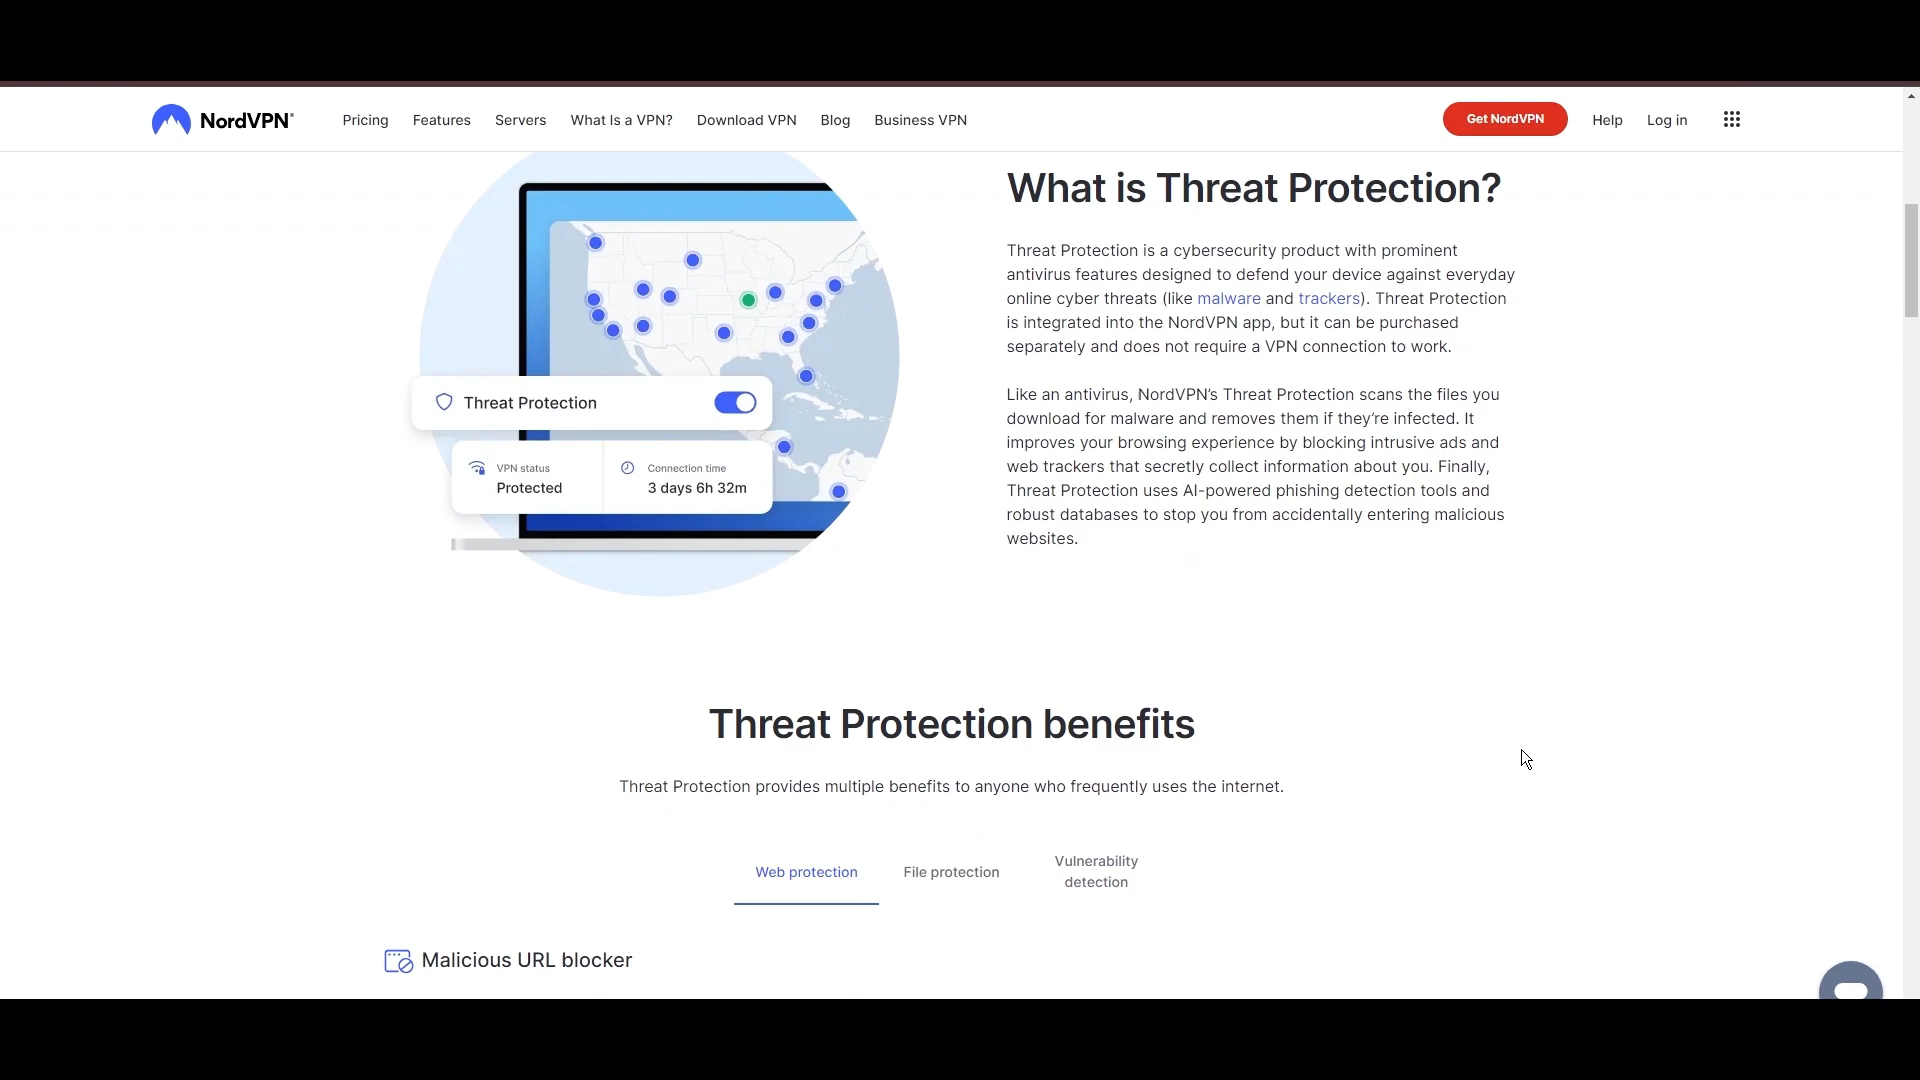 NordVPN®
Pricing
Features
Servers
What Is a VPN?
Download VPN
Blog
Business VPN
Get NordVPN
Help
Log in
Threat Protection
VPN status
Protected
Connection time
3 days 6h 32m
What is Threat Protection?
Threat Protection is a cybersecurity product with prominent
antivirus features designed to defend your device against everyday
online cyber threats (like malware and trackers). Threat Protection
is integrated into the NordVPN app, but it can be purchased
separately and does not require a VPN connection to work.
Like an antivirus, NordVPN’s Threat Protection scans the files you
download for malware and removes them if they’re infected. It
improves your browsing experience by blocking intrusive ads and
web trackers that secretly collect information about you. Finally,
Threat Protection uses AI-powered phishing detection tools and
robust databases to stop you from accidentally entering malicious
websites.
Threat Protection benefits
Threat Protection provides multiple benefits to anyone who frequently uses the internet.
Web protection
File protection
Vulnerability
detection
Malicious URL blocker